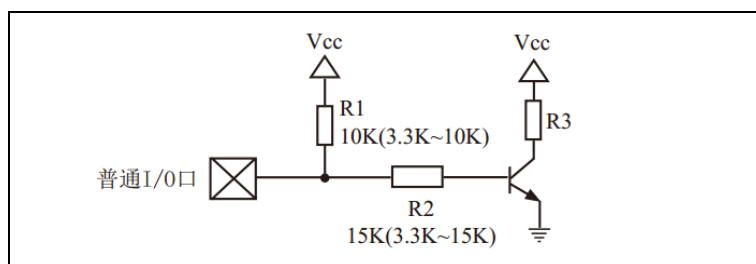 Vcc
Vcc
R1
10K(3.3K~10K)
R3
普通I/O口
R2
15K(3.3K~15K)